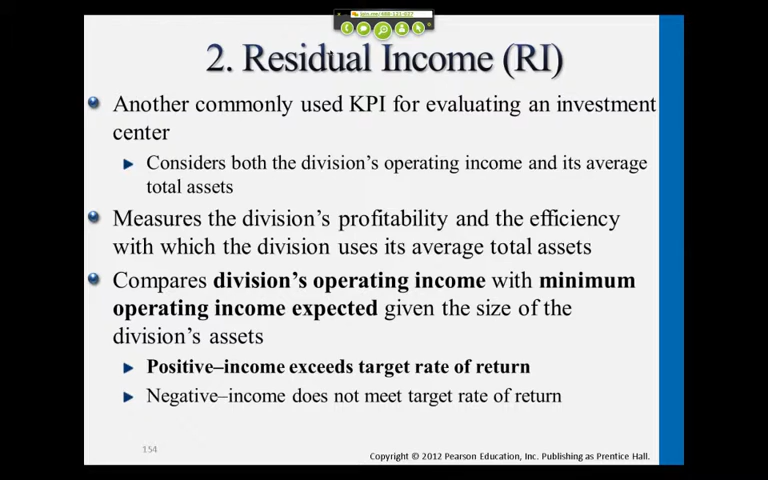 2. Residual Income (RI)
Another commonly used KPI for evaluating an investment
center
Considers both the division's operating income and its average
total assets
Measures the division's profitability and the efficiency
with which the division uses its average total assets
Compares division's operating income with minimum
operating income expected given the size of the
division's assets
Positive–income exceeds target rate of return
Negative–income does not meet target rate of return
154
Copyright © 2012 Pearson Education, Inc. Publishing as Prentice Hall.